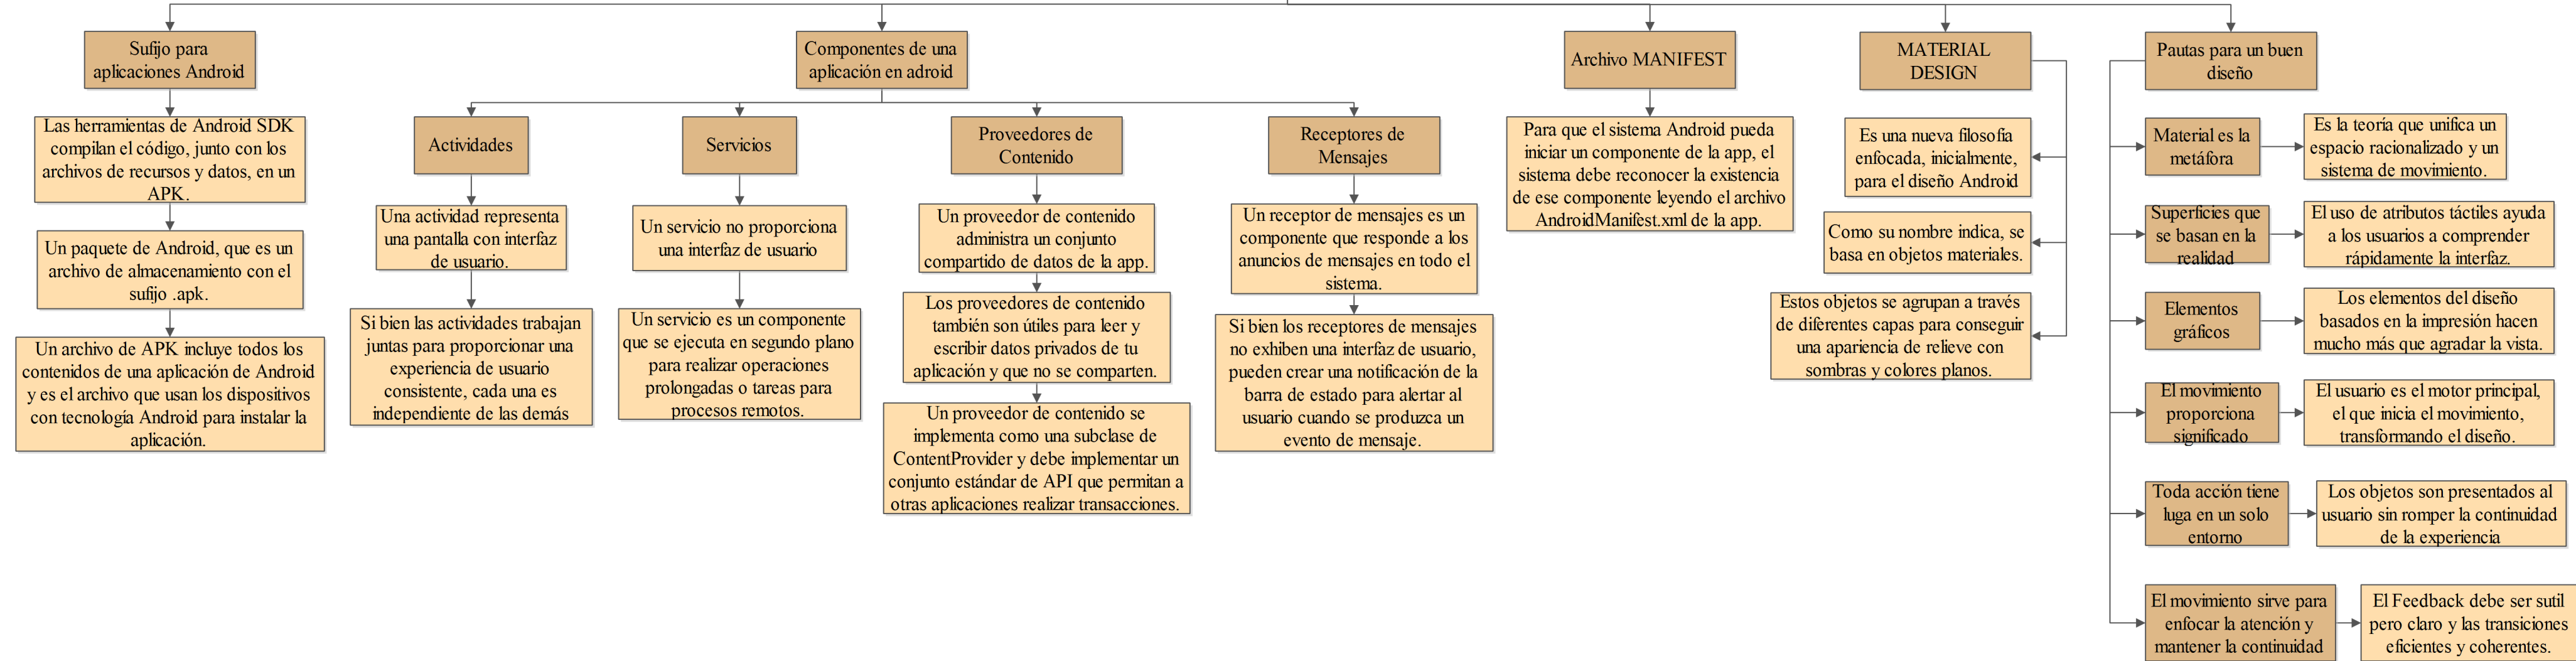 Sufijo para
aplicaciones Android
Las herramientas de Android SDK
compilan el código, junto con los
archivos de recursos y datos, en un
APK.
Un paquete de Android, que es un
archivo de almacenamiento con el
sufijo .apk.
Un archivo de APK incluye todos los
contenidos de una aplicación de Android
y es el archivo que usan los dispositivos
con tecnología Android para instalar la
aplicación.
Componentes de una
aplicación en adroid
Actividades
Una actividad representa
una pantalla con interfaz
de usuario.
Si bien las actividades trabajan
juntas para proporcionar una
experiencia de usuario
consistente, cada una es
independiente de las demás
Servicios
Un servicio no proporciona
una interfaz de usuario
Un servicio es un componente
que se ejecuta en segundo plano
para realizar operaciones
prolongadas o tareas para
procesos remotos.
Proveedores de
Contenido
Un proveedor de contenido
administra un conjunto
compartido de datos de la app.
Los proveedores de contenido
también son útiles para leer y
escribir datos privados de tu
aplicación y que no se comparten.
Un proveedor de contenido se
implementa como una subclase de
ContentProvider y debe implementar un
conjunto estándar de API que permitan a
otras aplicaciones realizar transacciones.
Receptores de
Mensajes
Un receptor de mensajes es un
componente que responde a los
anuncios de mensajes en todo el
sistema.
Si bien los receptores de mensajes
no exhiben una interfaz de usuario,
pueden crear una notificación de la
barra de estado para alertar al
usuario cuando se produzca un
evento de mensaje.
Archivo MANIFEST
Para que el sistema Android pueda
iniciar un componente de la app, el
sistema debe reconocer la existencia
de ese componente leyendo el archivo
AndroidManifest.xml de la app.
MATERIAL
DESIGN
Es una nueva filosofía
enfocada, inicialmente,
para el diseño Android
Como su nombre indica, se
basa en objetos materiales.
Estos objetos se agrupan a través
de diferentes capas para conseguir
una apariencia de relieve con
sombras y colores planos.
Pautas para un buen
diseño
Material es la
metáfora
Es la teoría que unifica un
espacio racionalizado y un
sistema de movimiento.
Superficies que
se basan en la
realidad
El uso de atributos táctiles ayuda
a los usuarios a comprender
rápidamente la interfaz.
Elementos
gráficos
Los elementos del diseño
basados en la impresión hacen
mucho más que agradar la vista.
El movimiento
proporciona
significado
El usuario es el motor principal,
el que inicia el movimiento,
transformando el diseño.
Toda acción tiene
luga en un solo
entorno
Los objetos son presentados al
usuario sin romper la continuidad
de la experiencia
El movimiento sirve para
enfocar la atención y
mantener la continuidad
El Feedback debe ser sutil
pero claro y las transiciones
eficientes y coherentes.